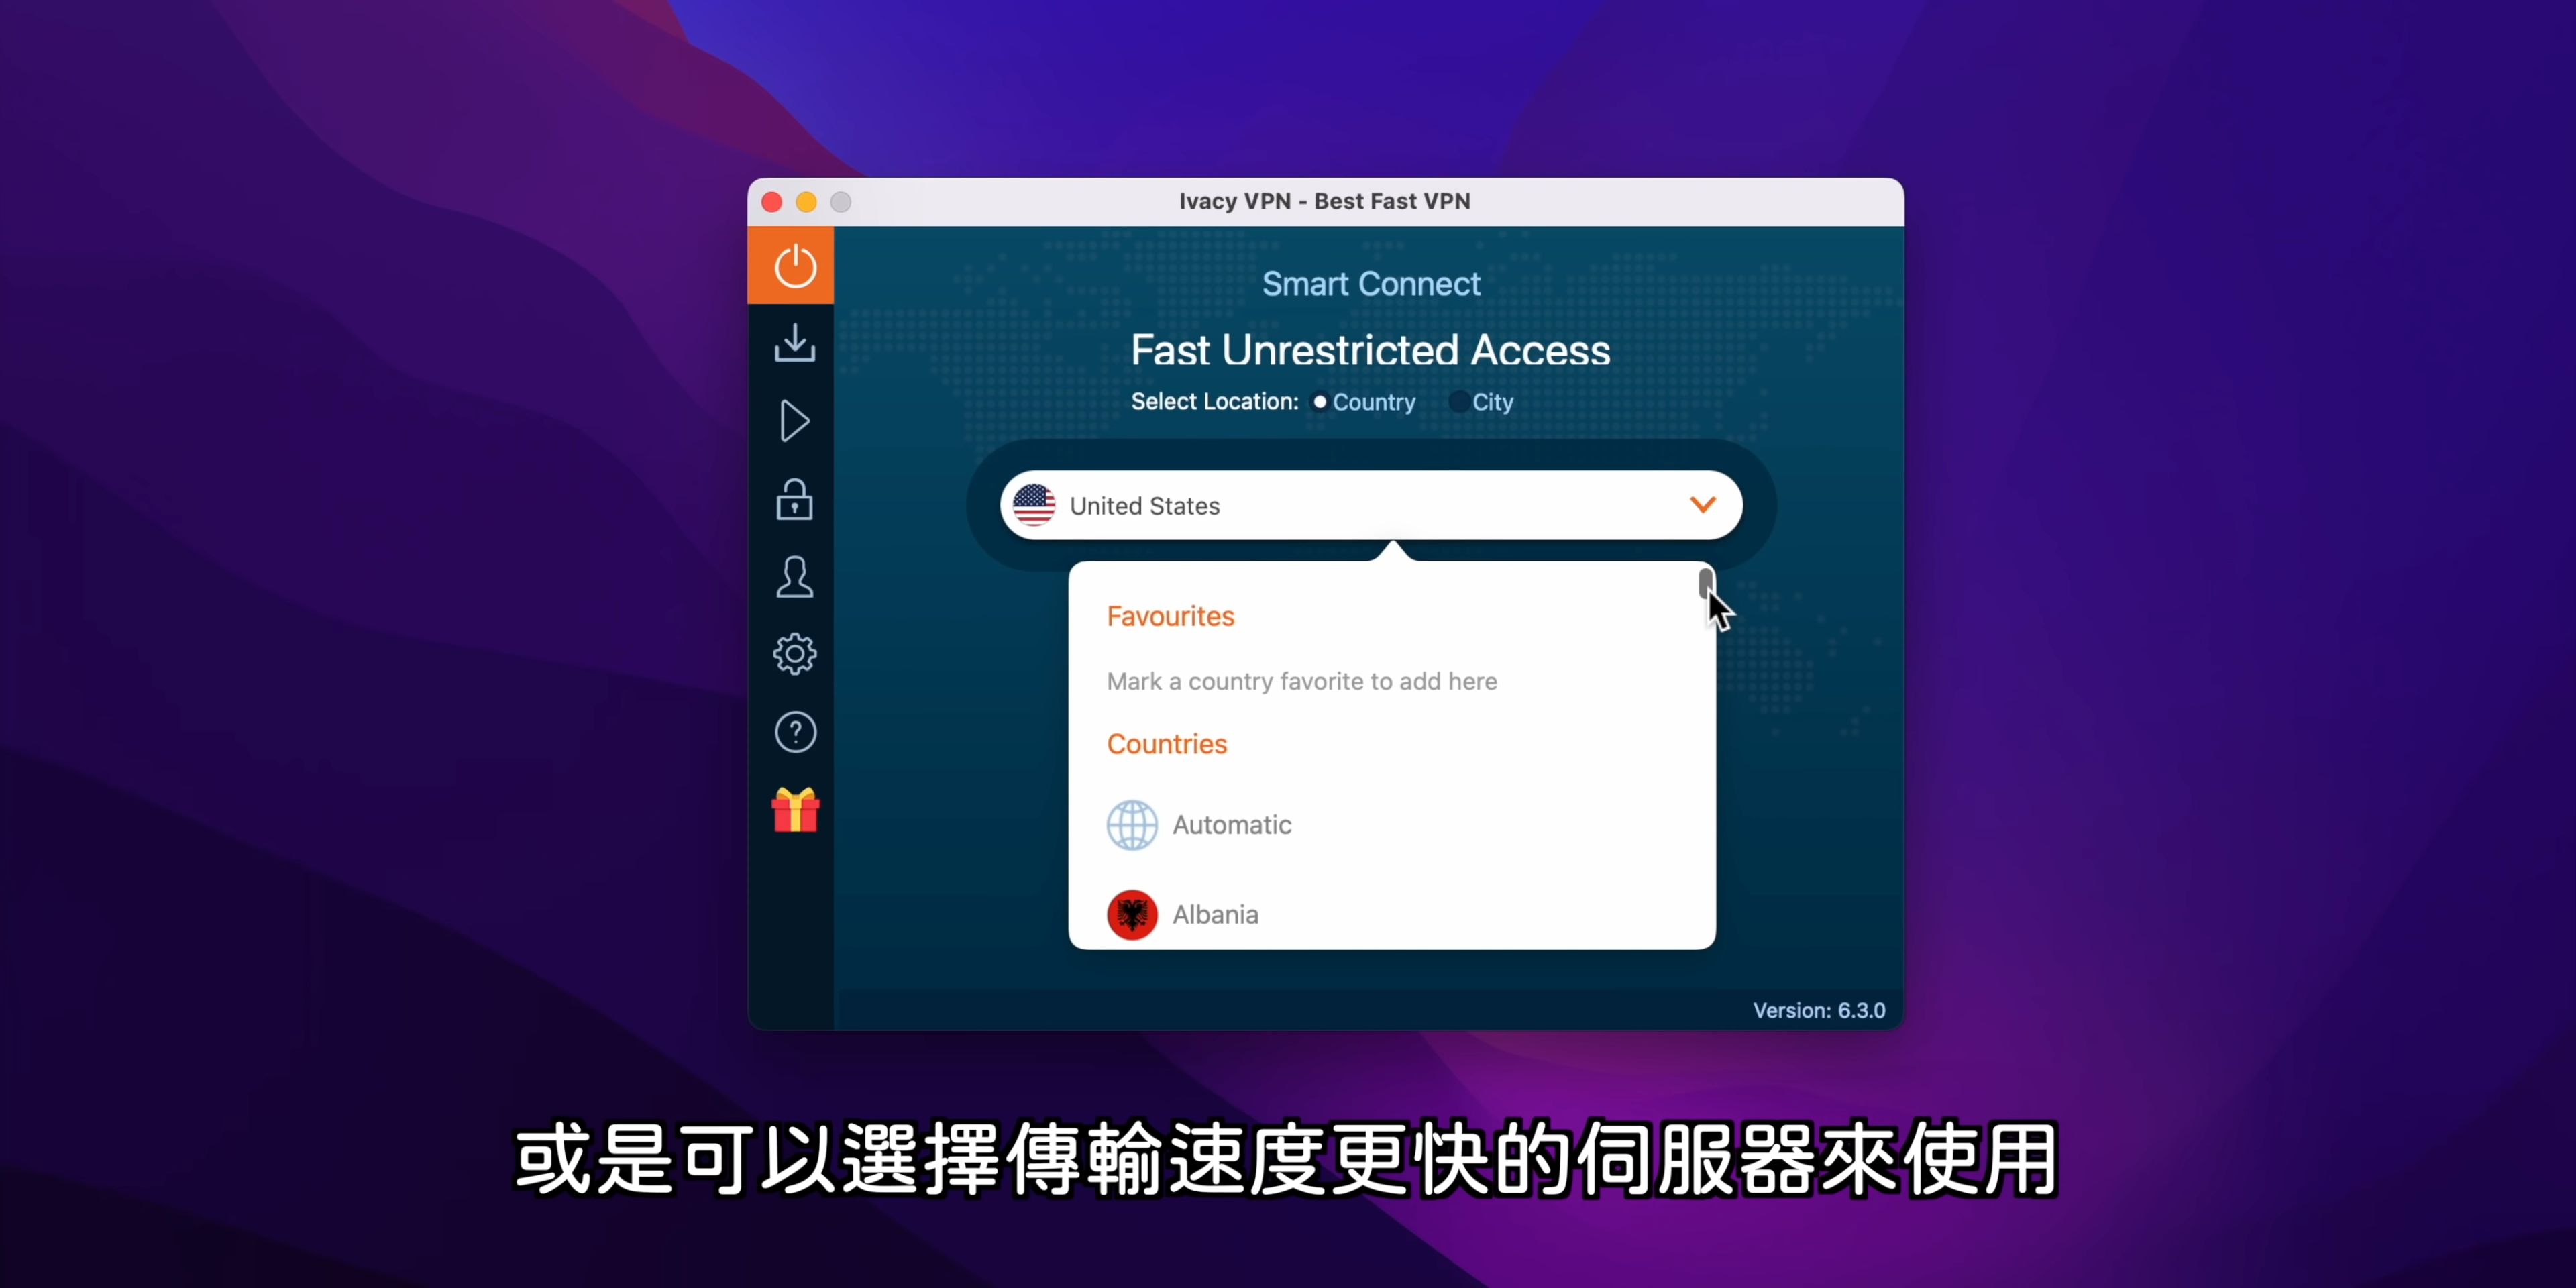 Ivacy VPN - Best Fast VPN
Smart Connect
Fast Unrestricted Access
Select Location: Country City
United States
Favourites
Mark a country favorite to add here
Countries
Automatic
Albania
Version: 6.3.0
或是可以選擇傳輸速度更快的伺服器來使用